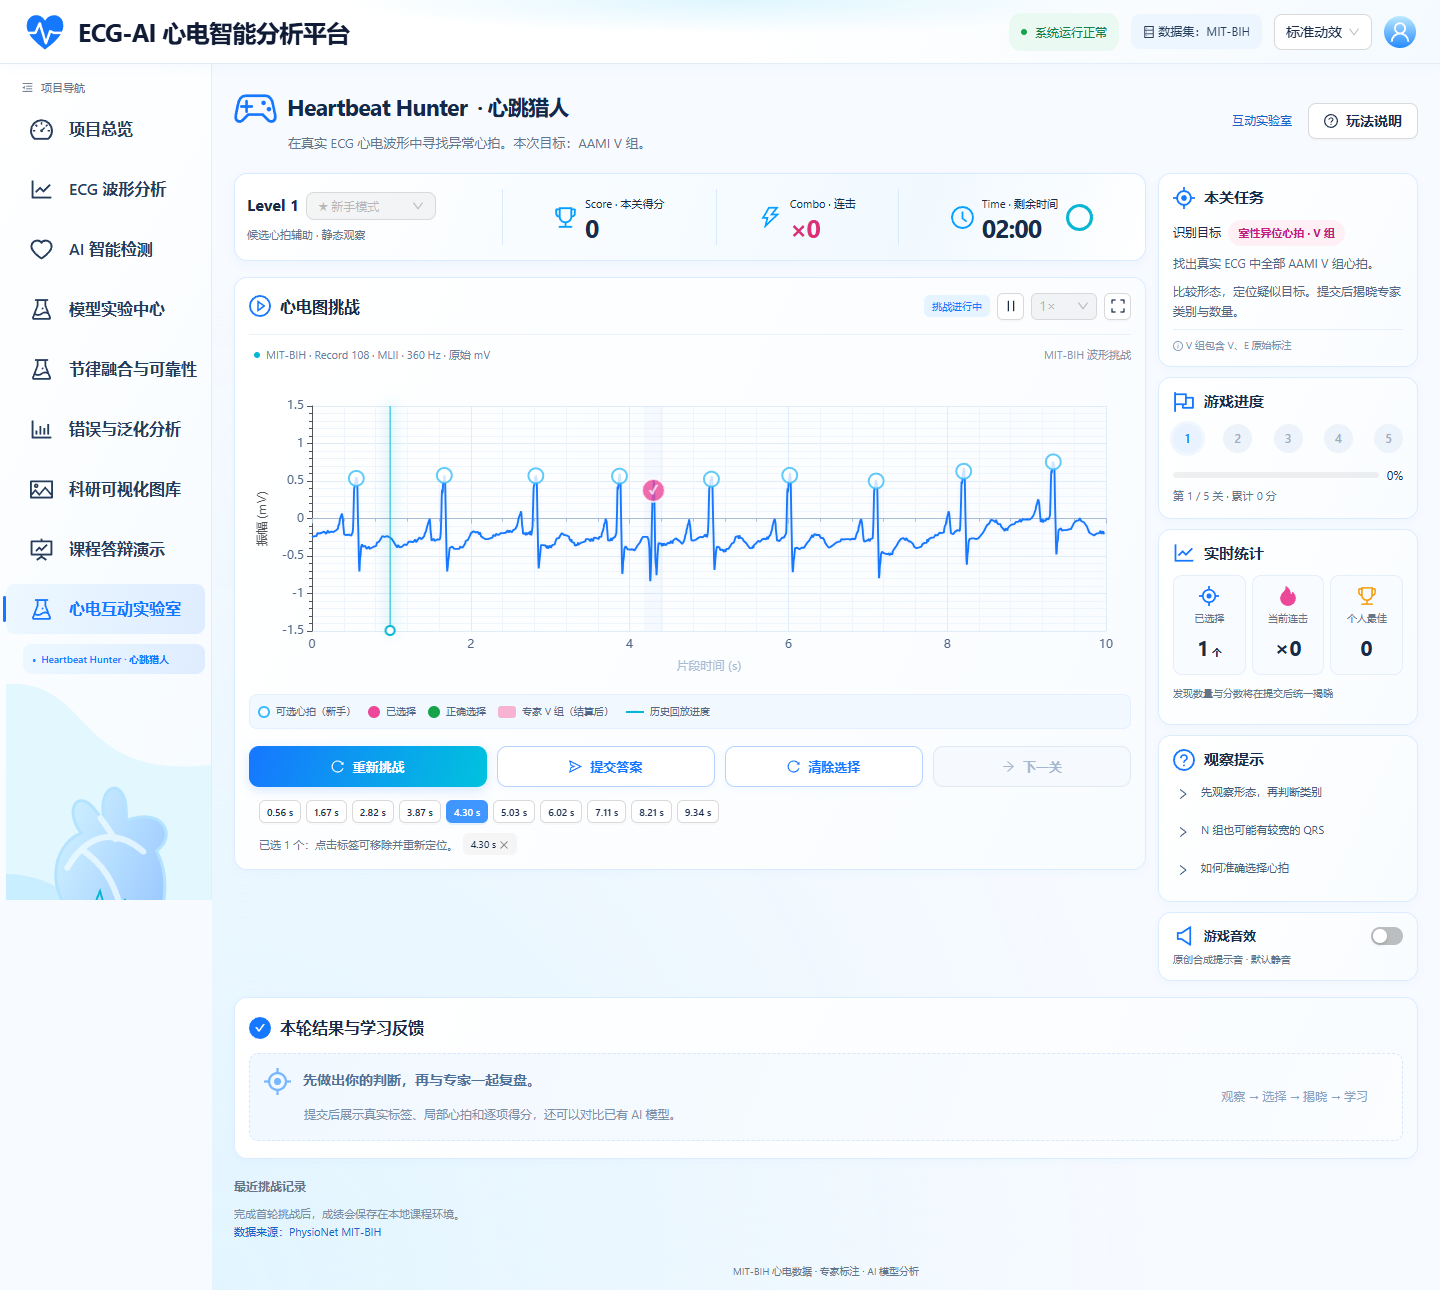 ECG-AI 心电智能分析平台
系统运行正常
数据集：MIT-BIH
标准动效
项目导航
项目总览
ECG 波形分析
AI 智能检测
模型实验中心
节律融合与可靠性
错误与泛化分析
科研可视化图库
课程答辩演示
心电互动实验室
• Heartbeat Hunter · 心跳猎人
Heartbeat Hunter · 心跳猎人
在真实 ECG 心电波形中寻找异常心拍。本次目标：AAMI V 组。
互动实验室
玩法说明
Level 1
★ 新手模式
候选心拍辅助 · 静态观察
Score · 本关得分
0
Combo · 连击
×0
Time · 剩余时间
02:00
心电图挑战
挑战进行中
1×
MIT-BIH · Record 108 · MLII · 360 Hz · 原始 mV
MIT-BIH 波形挑战
振幅 (mV)
1.5
1
0.5
0
-0.5
-1
-1.5
0
2
4
6
8
10
片段时间 (s)
可选心拍（新手）
已选择
正确选择
专家 V 组（结算后）
历史回放进度
重新挑战
提交答案
清除选择
下一关
0.56 s
1.67 s
2.82 s
3.87 s
4.30 s
5.03 s
6.02 s
7.11 s
8.21 s
9.34 s
已选 1 个：点击标签可移除并重新定位。
4.30 s ×
本关任务
识别目标
室性异位心拍 · V 组
找出真实 ECG 中全部 AAMI V 组心拍。
比较形态，定位疑似目标。提交后揭晓专家
类别与数量。
V 组包含 V、E 原始标注
游戏进度
1
2
3
4
5
0%
第 1 / 5 关 · 累计 0 分
实时统计
已选择
1 个
当前连击
×0
个人最佳
0
发现数量与分数将在提交后统一揭晓
观察提示
先观察形态，再判断类别
N 组也可能有较宽的 QRS
如何准确选择心拍
游戏音效
原创合成提示音 · 默认静音
本轮结果与学习反馈
先做出你的判断，再与专家一起复盘。
提交后展示真实标签、局部心拍和逐项得分，还可以对比已有 AI 模型。
观察 → 选择 → 揭晓 → 学习
最近挑战记录
完成首轮挑战后，成绩会保存在本地课程环境。
数据来源：PhysioNet MIT-BIH
MIT-BIH 心电数据 · 专家标注 · AI 模型分析